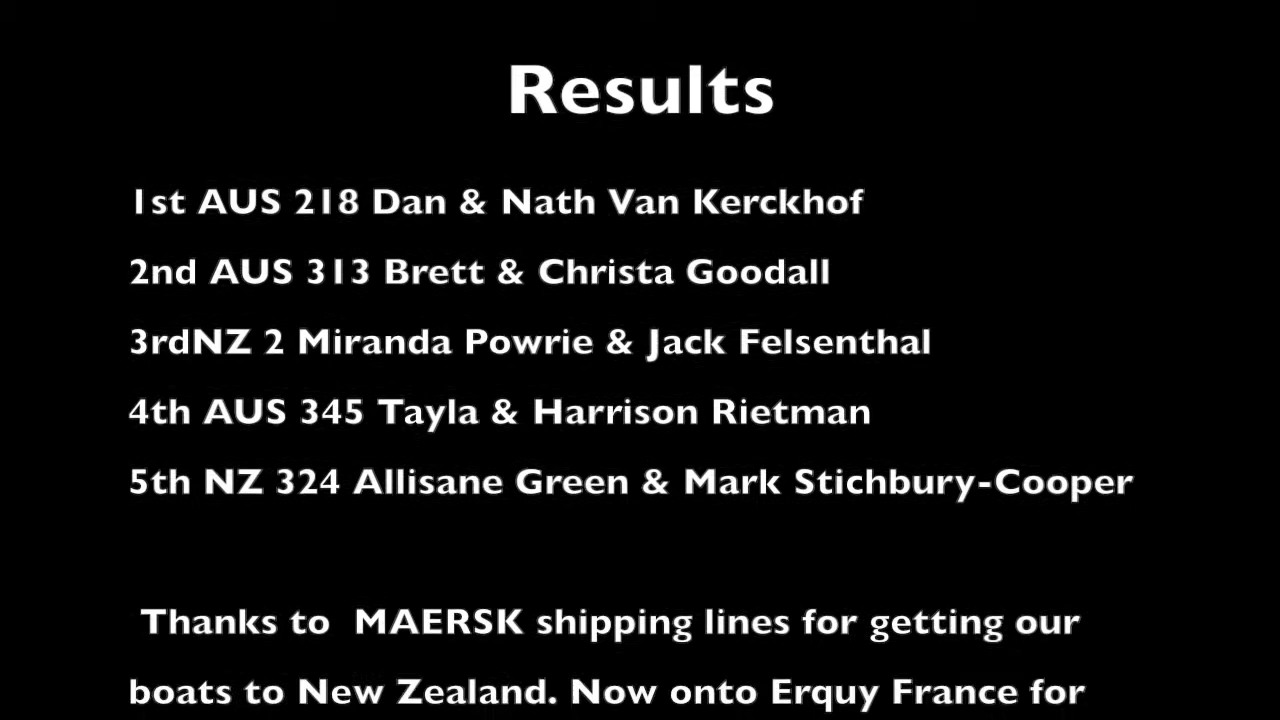 Results
1st AUS 218 Dan & Nath Van Kerckhof
2nd AUS 313 Brett & Christa Goodall
3rdNZ 2 Miranda Powrie & Jack Felsenthal
4th AUS 345 Tayla & Harrison Rietman
5th NZ 324 Allisane Green & Mark Stichbury-Cooper
Thanks to  MAERSK shipping lines for getting our
boats to New Zealand. Now onto Erquy France for